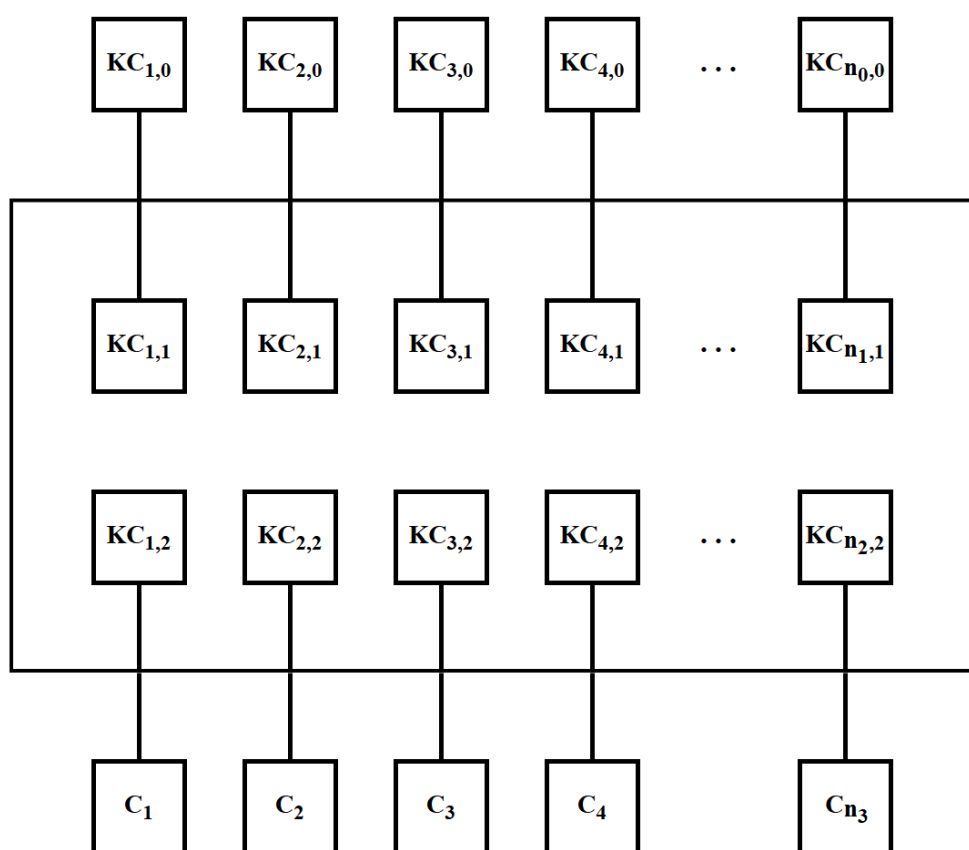 KC₁,₀ KC₂,₀ KC₃,₀ KC₄,₀ . . . KCn₀,₀
KC₁,₁ KC₂,₁ KC₃,₁ KC₄,₁ . . . KCn₁,₁
KC₁,₂ KC₂,₂ KC₃,₂ KC₄,₂ . . . KCn₂,₂
C₁ C₂ C₃ C₄ Cn₃